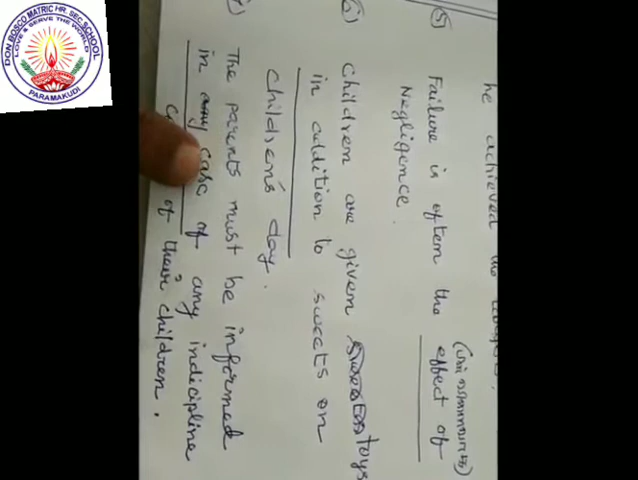 DON BOSCO MATRIC HR. SEC. SCHOOL
LOVE & SERVE THE WORLD
PARAMAKUDI
he achieved the
5) Failure is often the effect of
Negligence.
6) Children are given toys
in addition to sweets on
children's day.
The parents must be informed
in case of any indicipline
of their children.